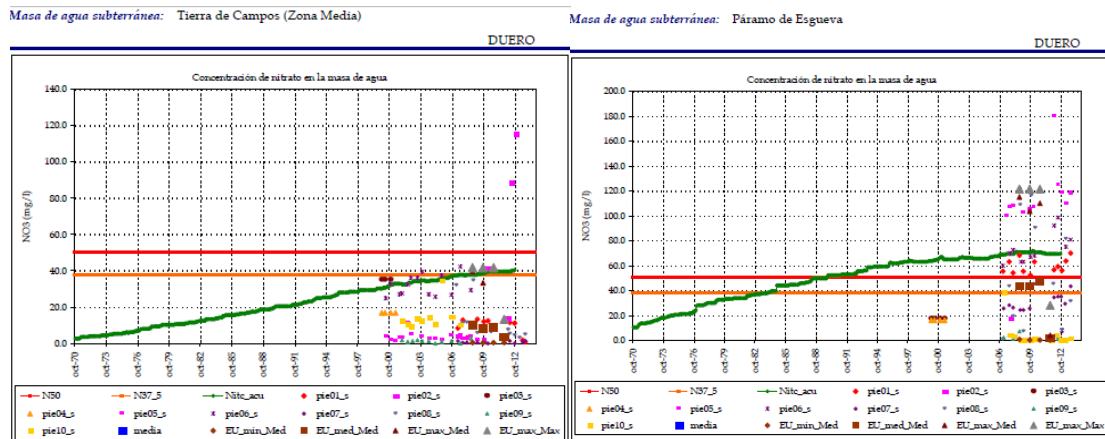 Masa de agua subterránea: Tierra de Campos (Zona Media)
DUERO
Concentración de nitrato en la masa de agua
NO3 (mg/l)
140.0
120.0
100.0
80.0
60.0
40.0
20.0
0.0
oct-70 oct-73 oct-76 oct-79 oct-82 oct-85 oct-88 oct-91 oct-94 oct-97 oct-00 oct-03 oct-06 oct-09 oct-12
N50 N37_5 Nitc_acu pie01_s pie02_s pie03_s
pie04_s pie05_s pie06_s pie07_s pie08_s pie09_s
pie10_s media EU_min_Med EU_med_Med EU_max_Med EU_max_Max
Masa de agua subterránea: Páramo de Esgueva
DUERO
Concentración de nitrato en la masa de agua
NO3 (mg/l)
200.0
180.0
160.0
140.0
120.0
100.0
80.0
60.0
40.0
20.0
0.0
oct-70 oct-73 oct-76 oct-79 oct-82 oct-85 oct-88 oct-91 oct-94 oct-97 oct-00 oct-03 oct-06 oct-09 oct-12
N50 N37_5 Nitc_acu pie01_s pie02_s pie03_s
pie04_s pie05_s pie06_s pie07_s pie08_s pie09_s
pie10_s media EU_min_Med EU_med_Med EU_max_Med EU_max_Max